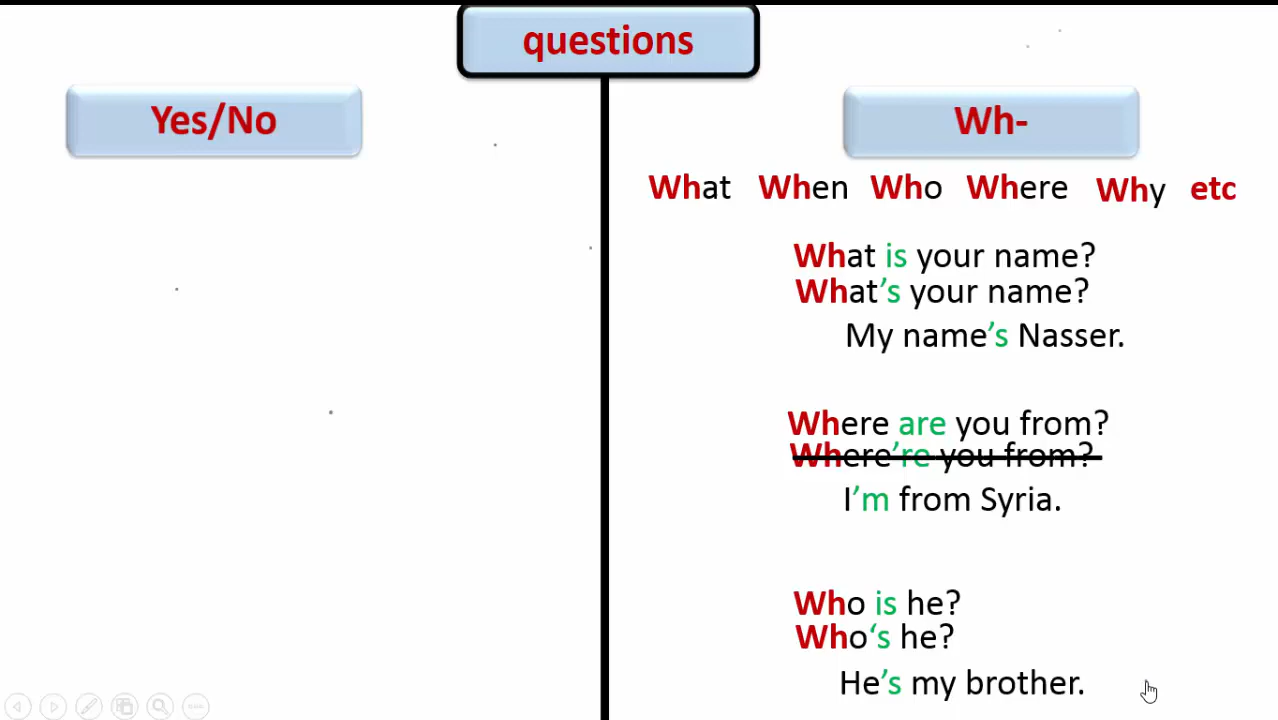 questions
Yes/No
Wh-
What When Who Where Why etc
What is your name?
What’s your name?
My name’s Nasser.
Where are you from?
Where’re you from?
I’m from Syria.
Who is he?
Who‘s he?
He’s my brother.